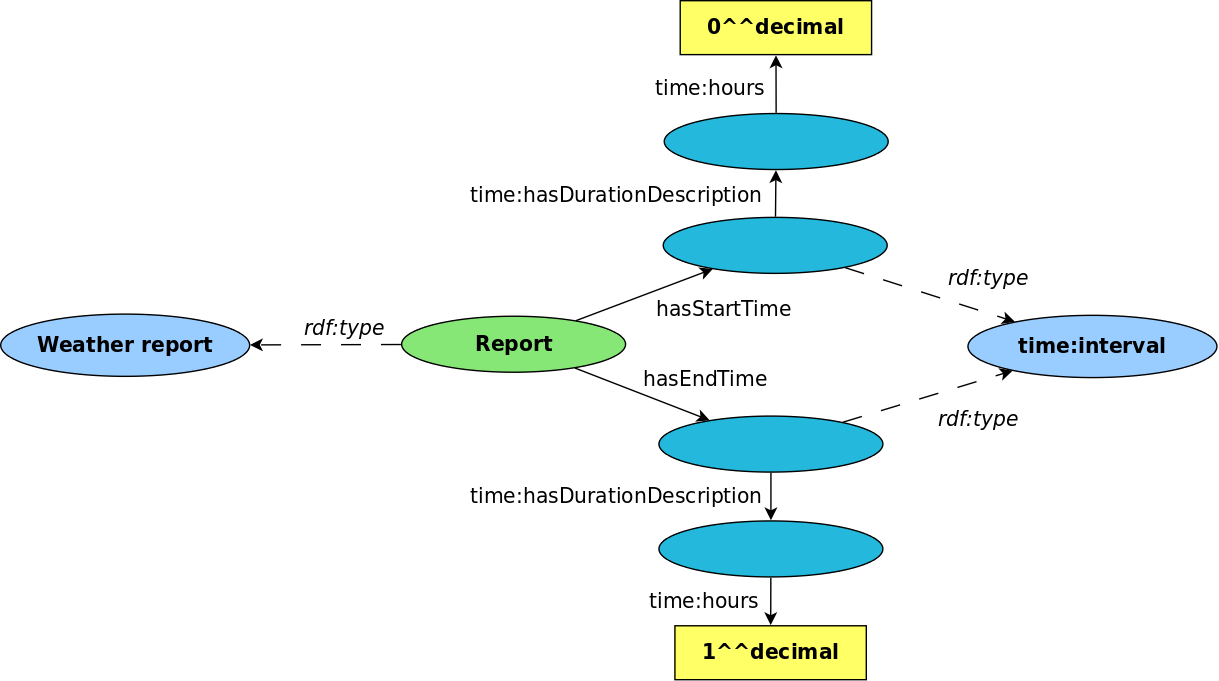 0^^decimal
time:hours
time:hasDurationDescription
rdf:type
hasStartTime
rdf:type
Weather report
Report
time:interval
hasEndTime
rdf:type
time:hasDurationDescription
time:hours
1^^decimal